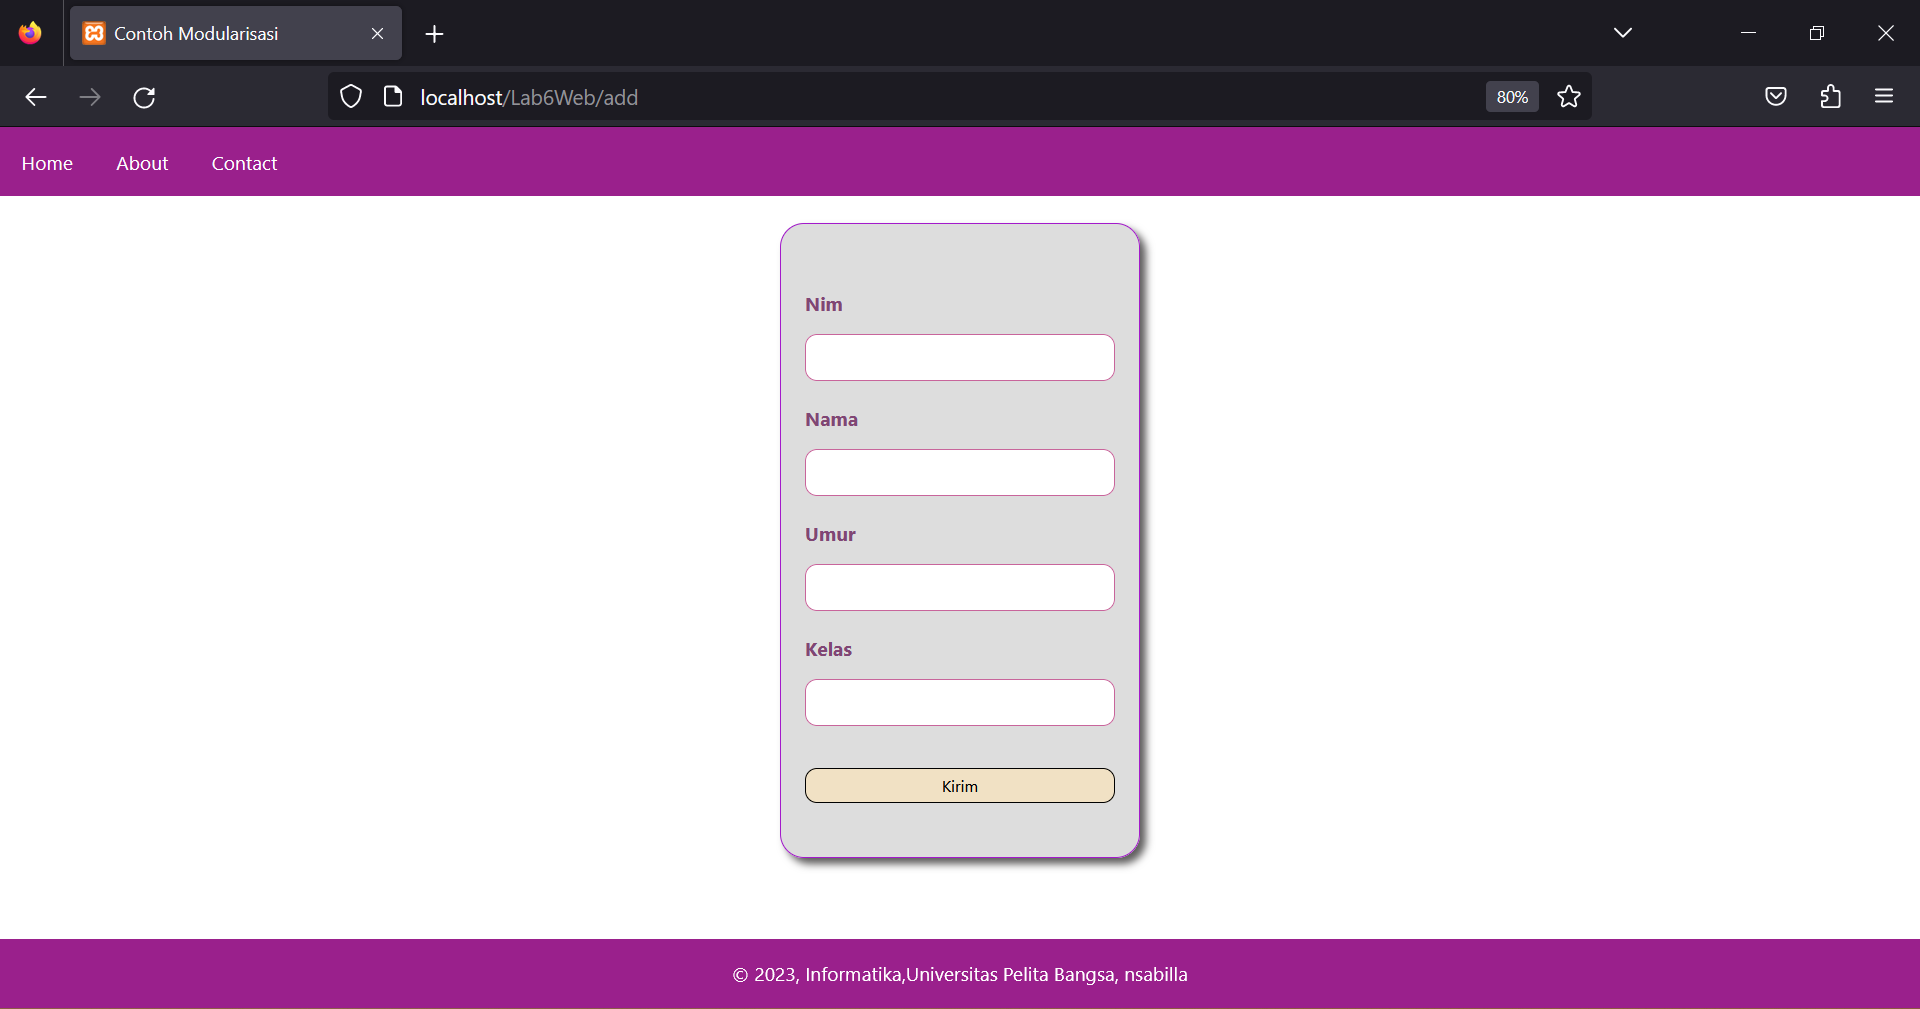 Contoh Modularisasi
localhost/Lab6Web/add
80%
Home About Contact
Nim
Nama
Umur
Kelas
Kirim
© 2023, Informatika,Universitas Pelita Bangsa, nsabilla